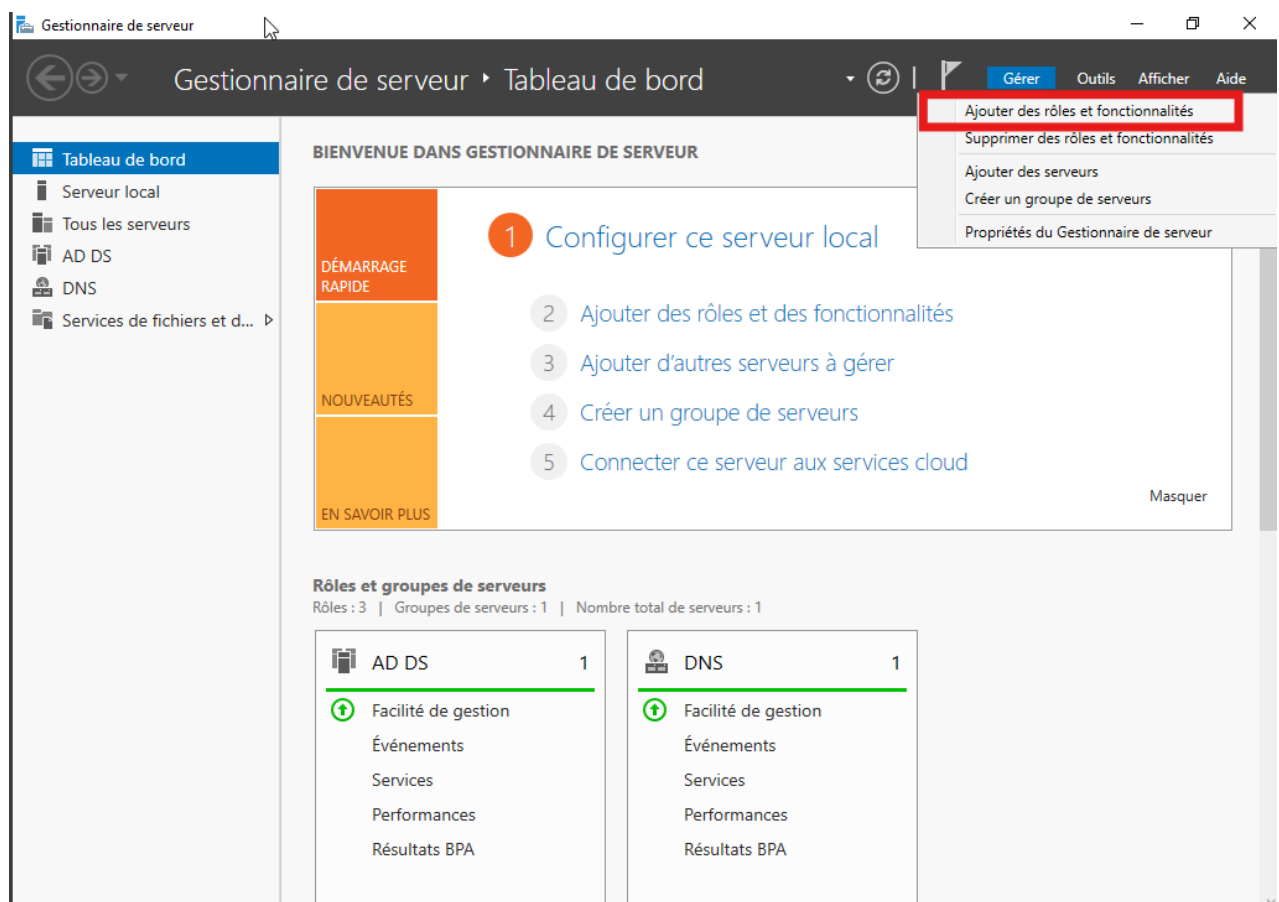 Gestionnaire de serveur
Gestionnaire de serveur • Tableau de bord
Gérer Outils Afficher Aide
Ajouter des rôles et fonctionnalités
Supprimer des rôles et fonctionnalités
Ajouter des serveurs
Créer un groupe de serveurs
Propriétés du Gestionnaire de serveur
Tableau de bord
Serveur local
Tous les serveurs
AD DS
DNS
Services de fichiers et d...
BIENVENUE DANS GESTIONNAIRE DE SERVEUR
DÉMARRAGE
RAPIDE
NOUVEAUTÉS
EN SAVOIR PLUS
1 Configurer ce serveur local
2 Ajouter des rôles et des fonctionnalités
3 Ajouter d’autres serveurs à gérer
4 Créer un groupe de serveurs
5 Connecter ce serveur aux services cloud
Masquer
Rôles et groupes de serveurs
Rôles : 3 | Groupes de serveurs : 1 | Nombre total de serveurs : 1
AD DS 1
Facilité de gestion
Événements
Services
Performances
Résultats BPA
DNS 1
Facilité de gestion
Événements
Services
Performances
Résultats BPA